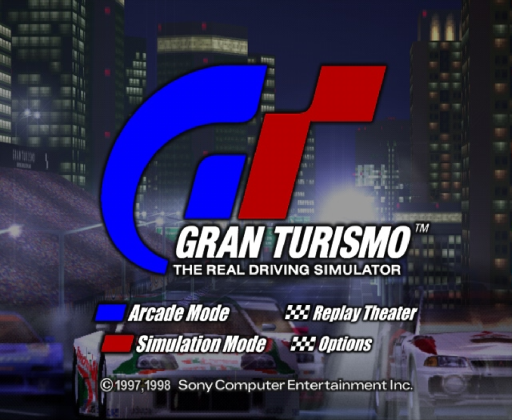 GRAN TURISMO™
THE REAL DRIVING SIMULATOR
Arcade Mode
Replay Theater
Simulation Mode
Options
©1997,1998 Sony Computer Entertainment Inc.